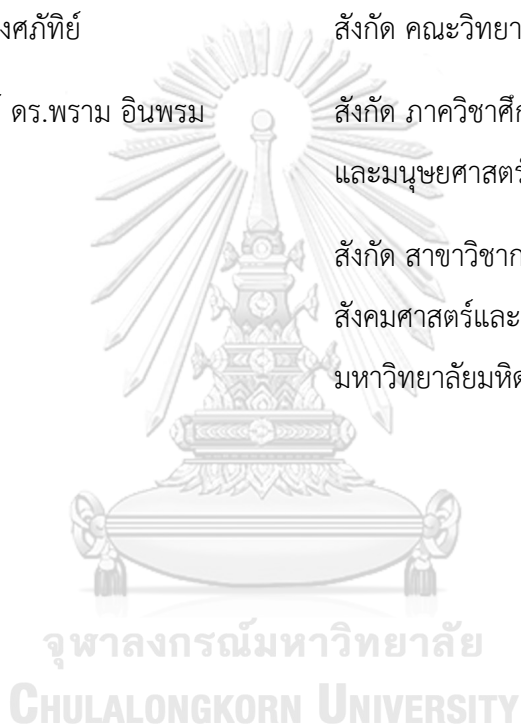 งศภัทิย์ สังกัด คณะวิทยา
ดร.พราม อินพรม สังกัด ภาควิชาศึก
และมนุษยศาสตร์
สังกัด สาขาวิชาก
สังคมศาสตร์และ
มหาวิทยาลัยมหิด
จุฬาลงกรณ์มหาวิทยาลัย
CHULALONGKORN UNIVERSITY